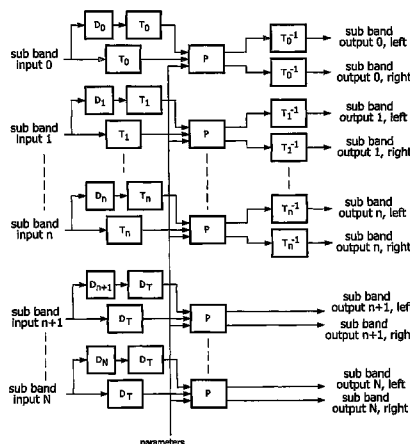 D0 T0 T0^-1 sub band
output 0, left
sub band
input 0
T0 P T0^-1 sub band
output 0, right
D1 T1 T1^-1 sub band
output 1, left
sub band
input 1
T1 P T1^-1 sub band
output 1, right
Dn Tn Tn^-1 sub band
output n, left
sub band
input n
Tn P Tn^-1 sub band
output n, right
Dn+1 DT sub band
output n+1, left
sub band
input n+1
DT P sub band
output n+1, right
DN DT sub band
output N, left
sub band
input N
DT P sub band
output N, right
parameters